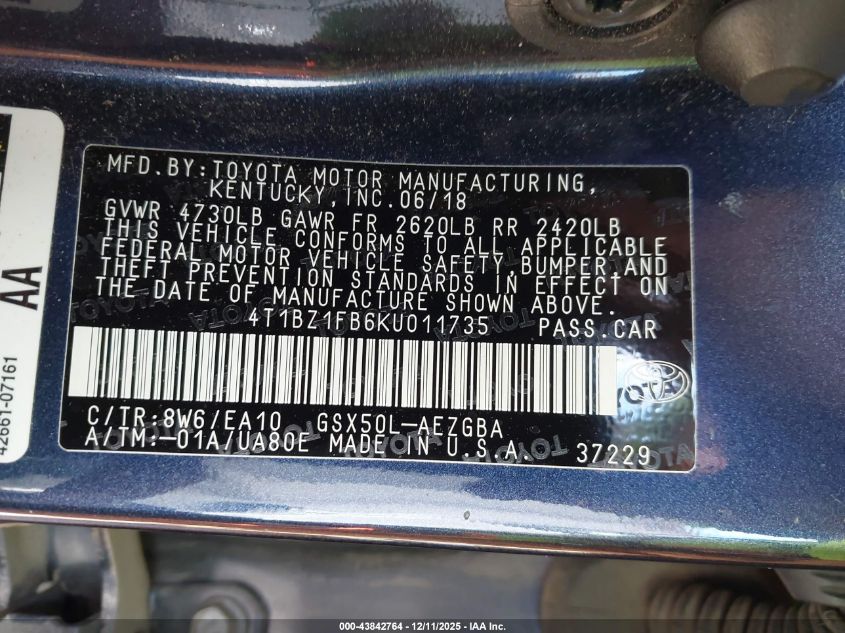 MFD. BY: TOYOTA MOTOR MANUFACTURING,
KENTUCKY, INC. 06/18
GVWR 4730LB GAWR FR 2620LB RR 2420LB
THIS VEHICLE CONFORMS TO ALL APPLICABLE
FEDERAL MOTOR VEHICLE SAFETY, BUMPER, AND
THEFT PREVENTION STANDARDS IN EFFECT ON
THE DATE OF MANUFACTURE SHOWN ABOVE.
4T1BZ1FB6KU011735 PASS. CAR
C/TR: 8W6/EA10 GSX50L-AEZGBA
A/TM: -01A/UA80E MADE IN U.S.A. 37229
AA
42661-07161
000-43842764 - 12/11/2025 - IAA Inc.